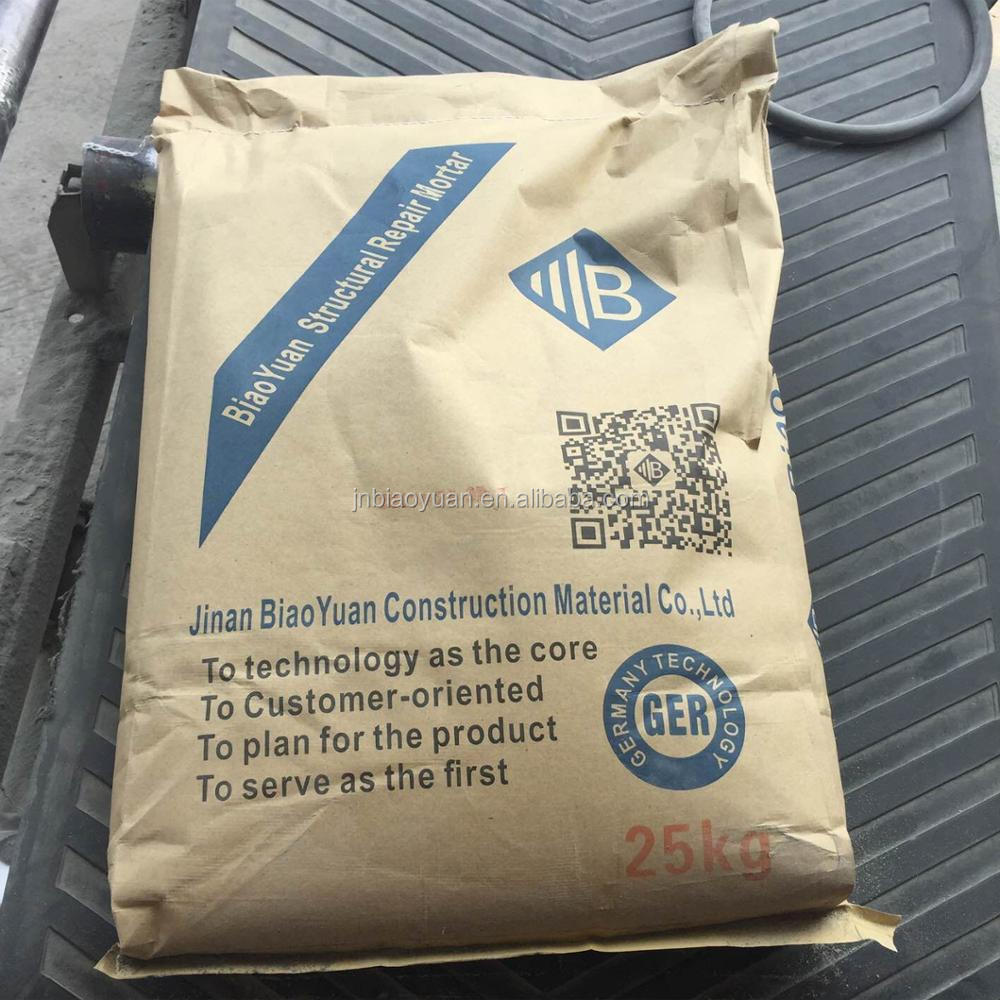 BiaoYuan Structural Repair Mortar
B
B
jnbiaoyuan.en.alibaba.com
Jinan BiaoYuan Construction Material Co.,Ltd
To technology as the core
To Customer-oriented
To plan for the product
To serve as the first
GERMANY TECHNOLOGY
GER
25kg